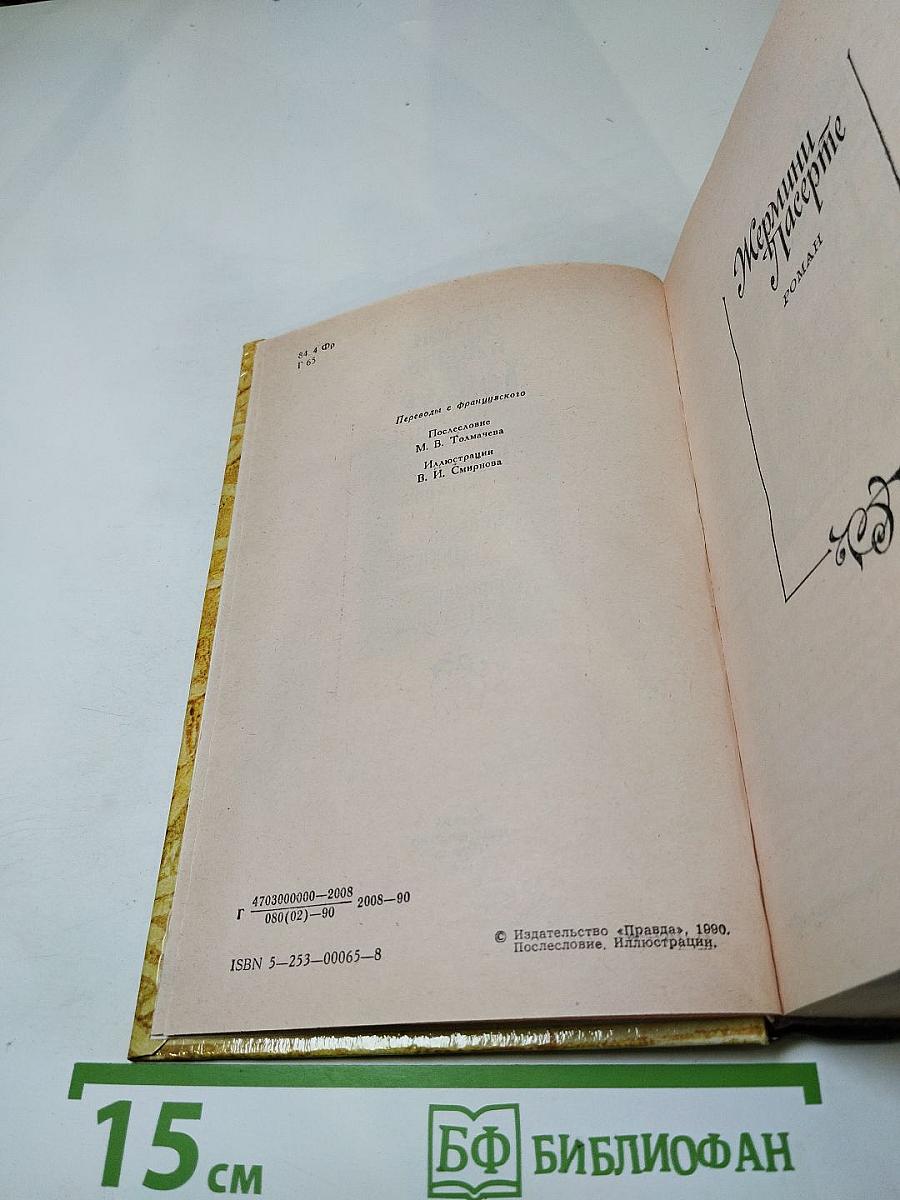 84. 4 Фр
Г 63
Переводы с французского
Послесловие
М. В. Толмачева
Иллюстрации
В. И. Смирнова
Г 4703000000—2008
080(02)—90 2008—90
ISBN 5—253—00065—8
© Издательство «Правда», 1990.
Послесловие. Иллюстрации.
Жермини
Ласерте
РОМАН
15 см
БФ БИБЛИОФАН